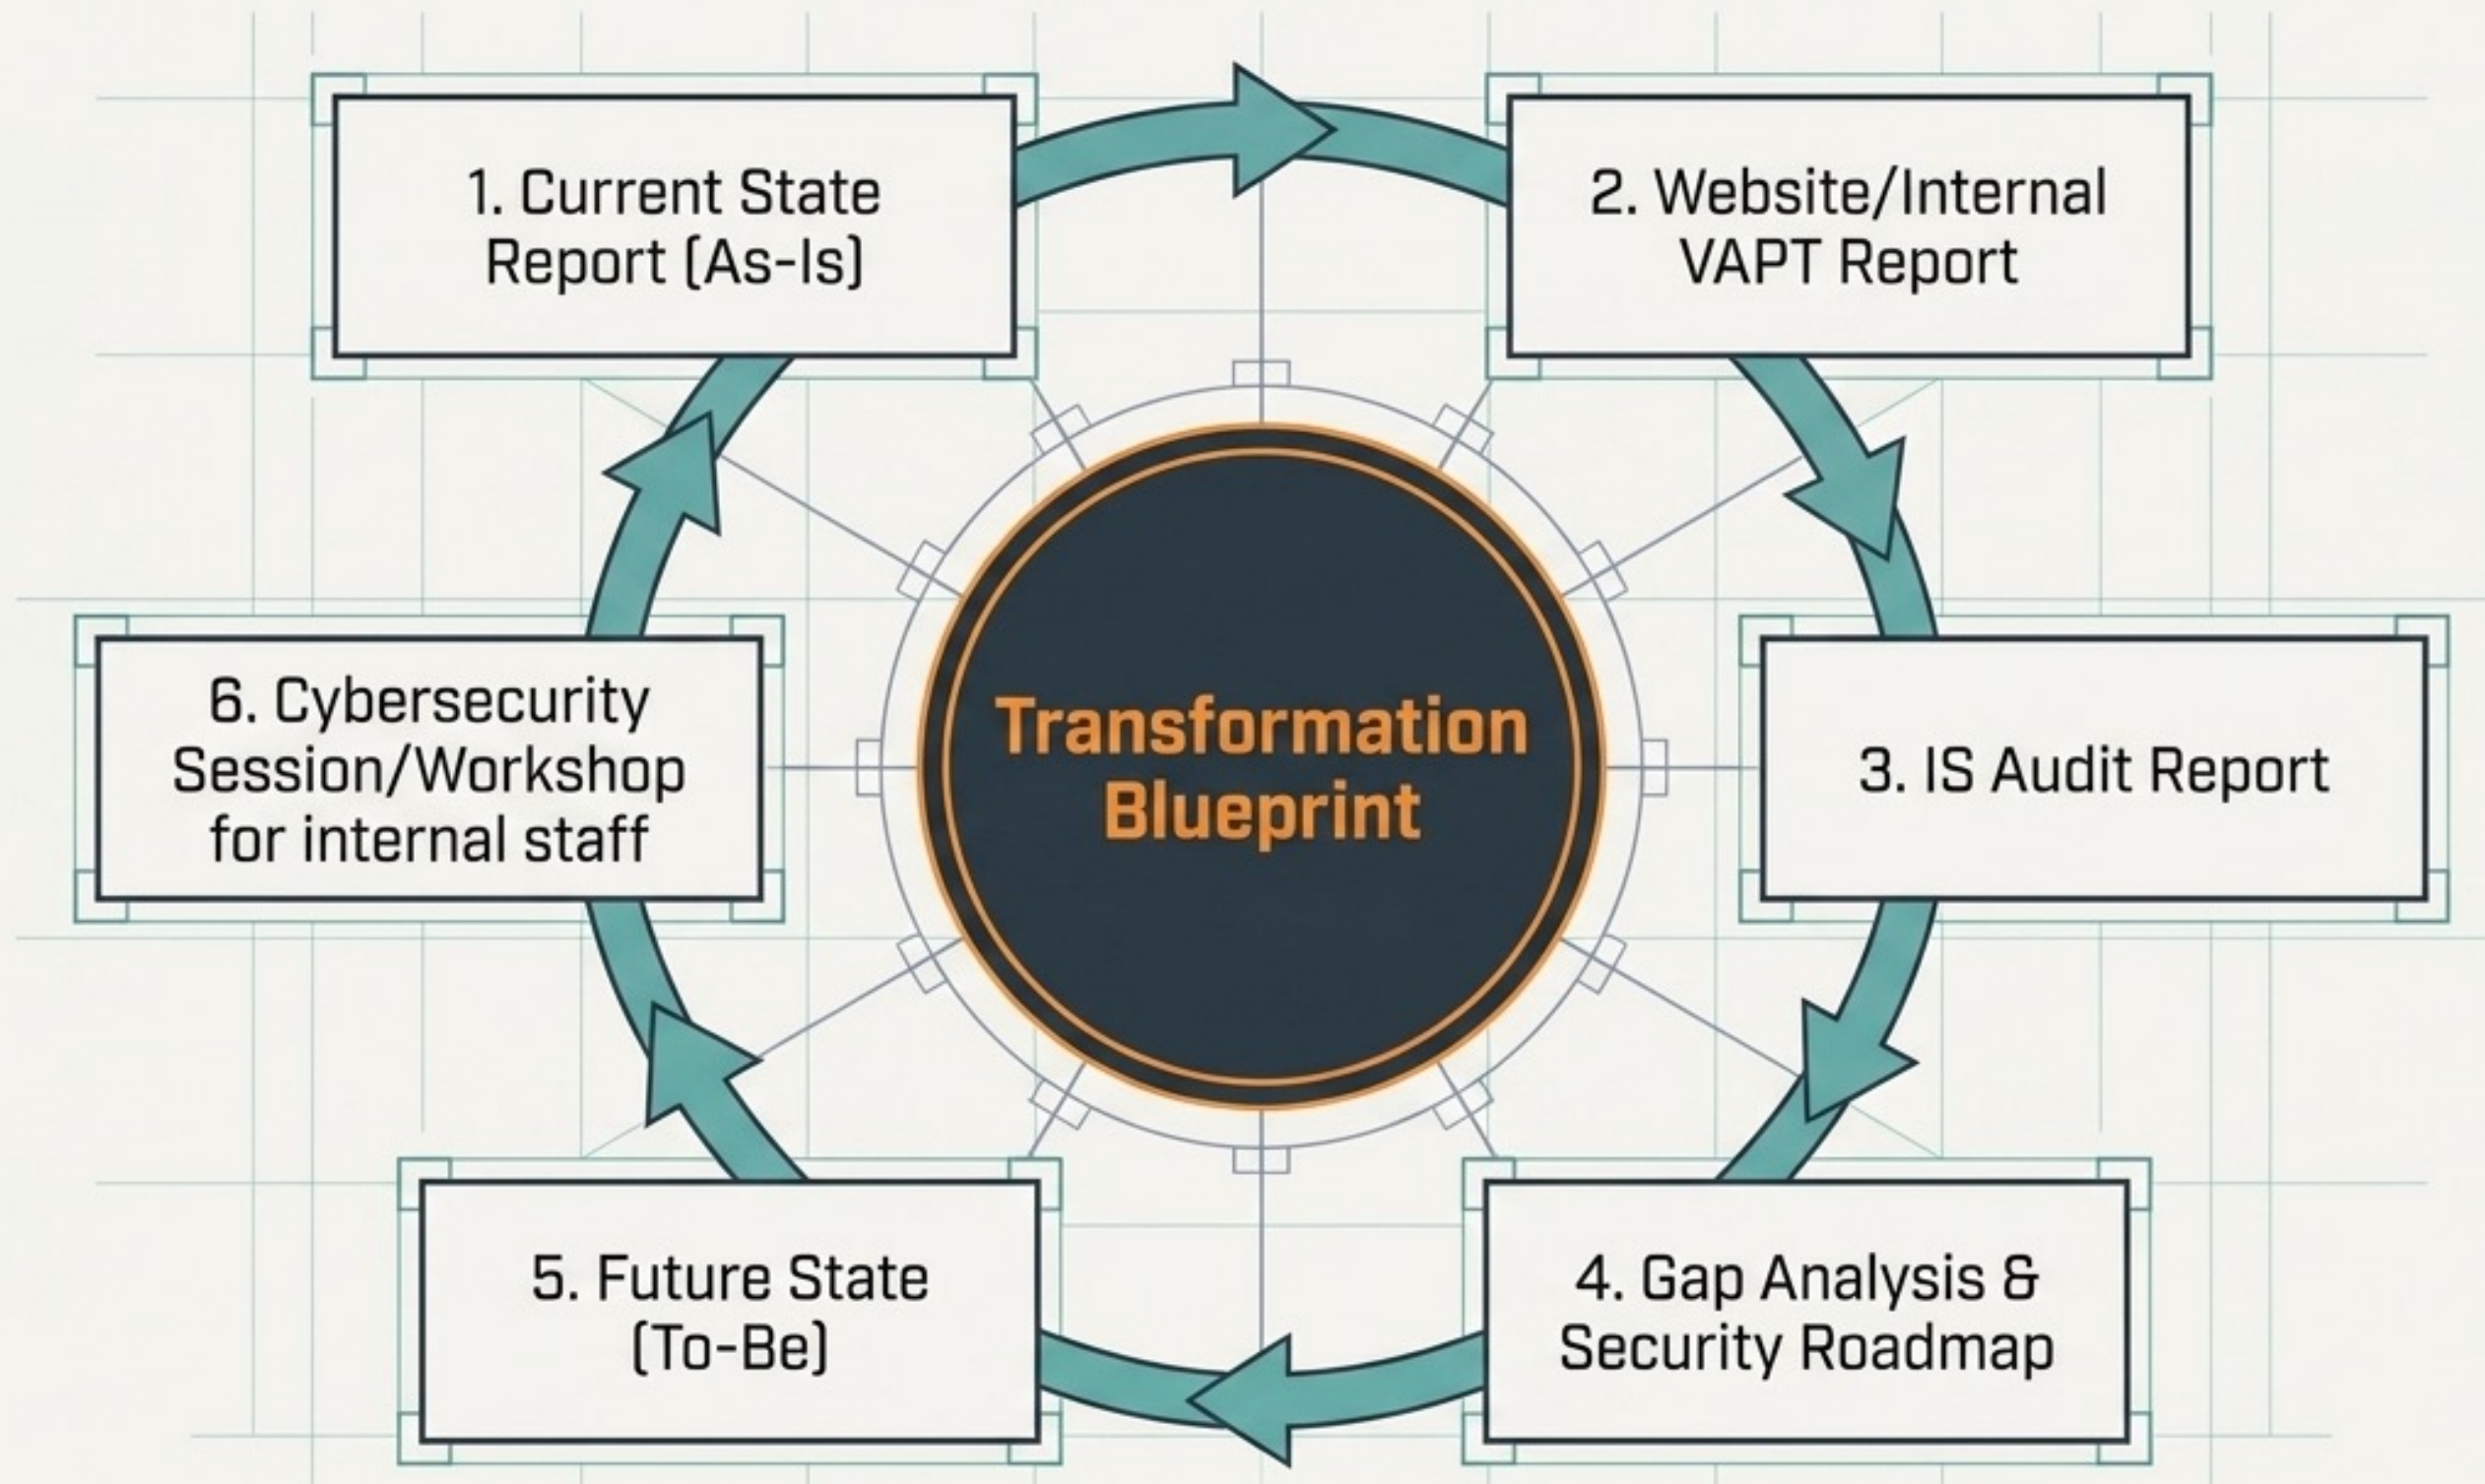 1. Current State
Report (As-Is)
2. Website/Internal
VAPT Report
3. IS Audit Report
4. Gap Analysis &
Security Roadmap
5. Future State
(To-Be)
6. Cybersecurity
Session/Workshop
for internal staff
Transformation
Blueprint